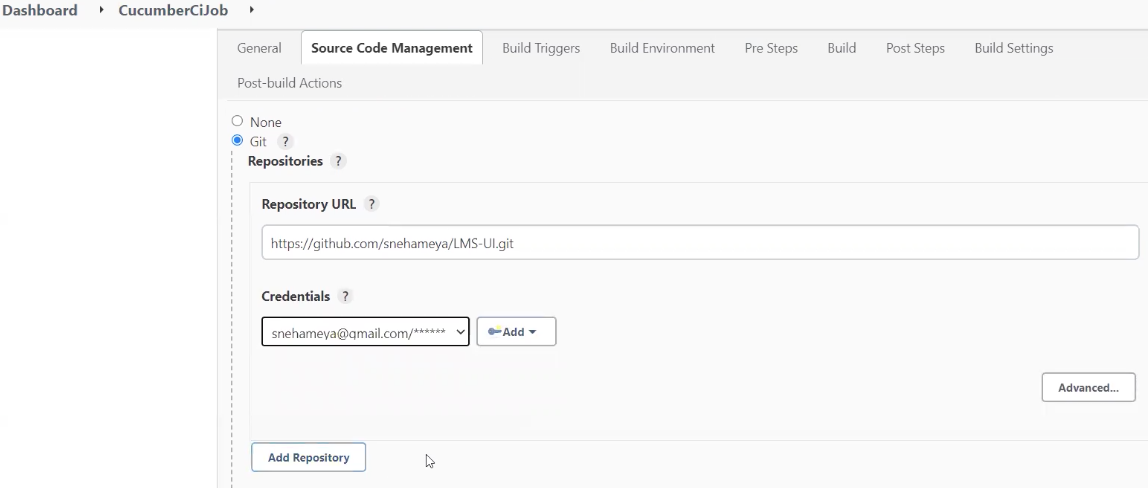 Dashboard CucumberCiJob
General Source Code Management Build Triggers Build Environment Pre Steps Build Post Steps Build Settings
Post-build Actions
None
Git ?
Repositories ?
Repository URL ?
https://github.com/snehameya/LMS-UI.git
Credentials ?
snehameya@gmail.com/****** Add
Advanced...
Add Repository